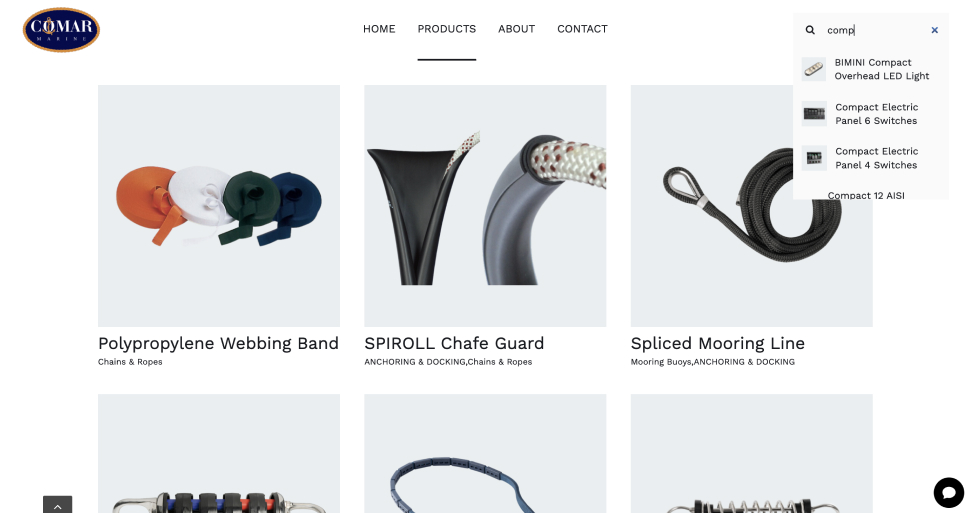 COMAR
MARINE
HOME
PRODUCTS
ABOUT
CONTACT
comp
BIMINI Compact
Overhead LED Light
Compact Electric
Panel 6 Switches
Compact Electric
Panel 4 Switches
Compact 12 AISI
Polypropylene Webbing Band
Chains & Ropes
SPIROLL Chafe Guard
ANCHORING & DOCKING,Chains & Ropes
Spliced Mooring Line
Mooring Buoys,ANCHORING & DOCKING